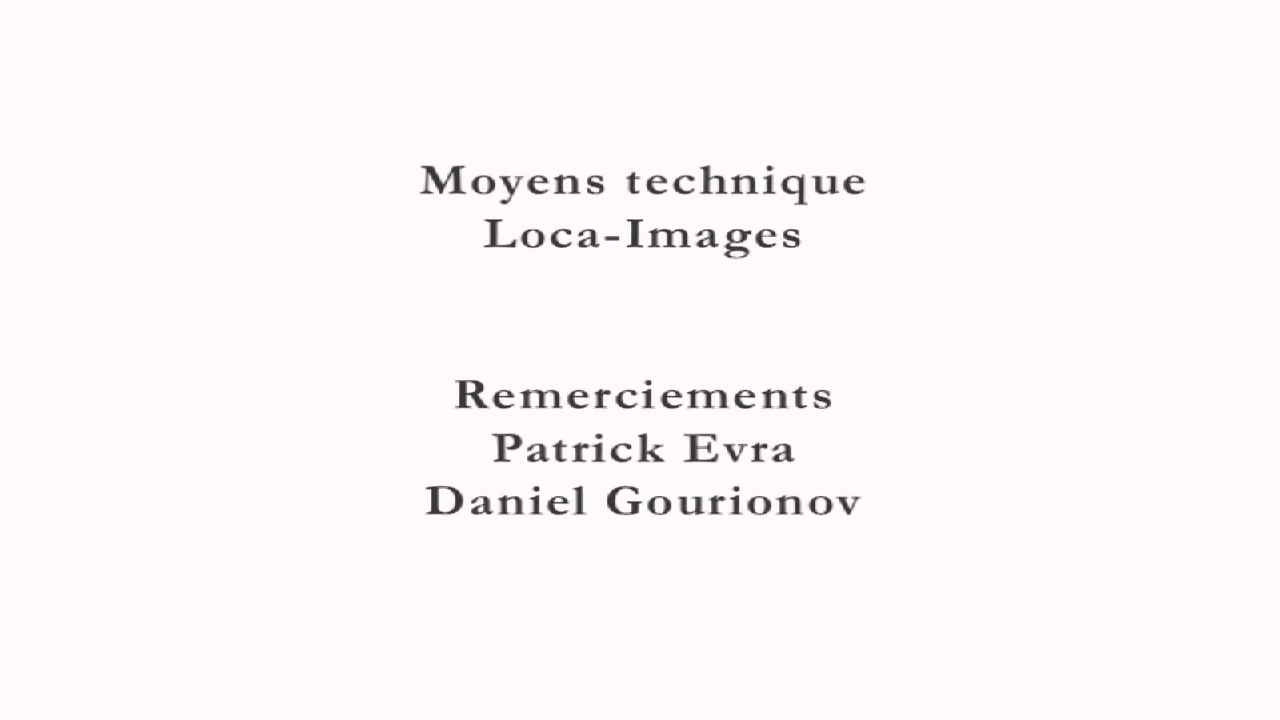 Moyens technique
Loca-Images
Remerciements
Patrick Evra
Daniel Gourionov